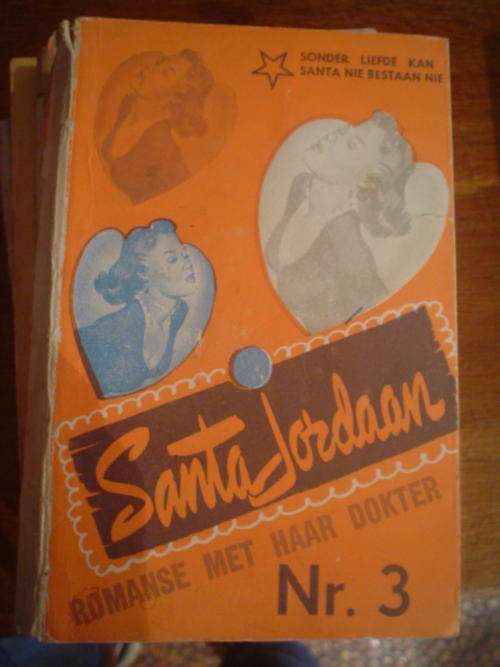 SONDER LIEFDE KAN
SANTA NIE BESTAAN NIE
Santa Jordaan
ROMANSE MET HAAR DOKTER
Nr. 3